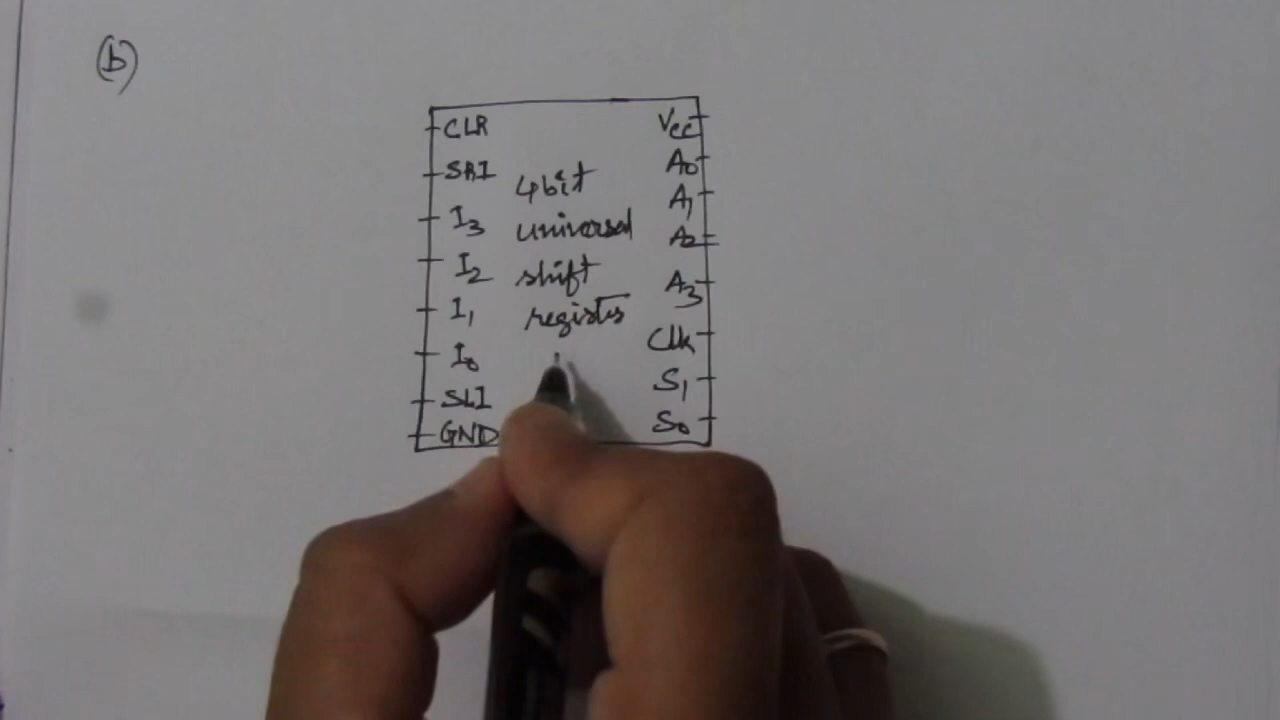 (b)
CLR
SRI
I3
I2
I1
I0
SLI
GND
4bit
universal
shift
register
Vcc
A0
A1
A2
A3
Clk
S1
S0